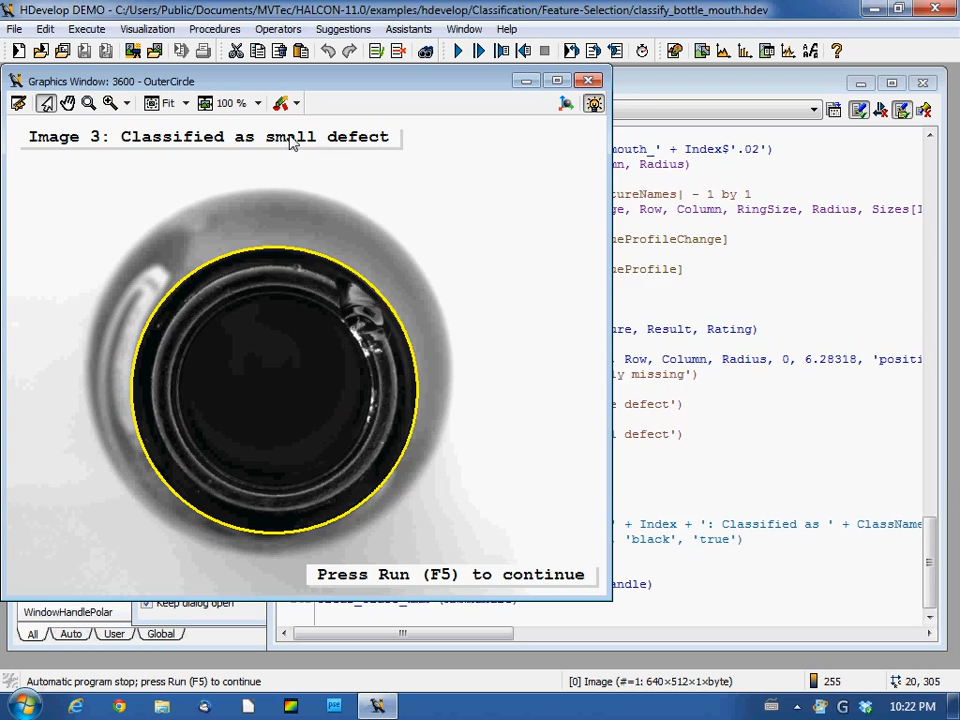 HDevelop DEMO - C:/Users/Public/Documents/MVTec/HALCON-11.0/examples/hdevelop/Classification/Feature-Selection/classify_bottle_mouth.hdev
File Edit Execute Visualization Procedures Operators Suggestions Assistants Window Help
Graphics Window: 3600 - OuterCircle
Fit 100 %
Image 3: Classified as small defect
mouth_' + Index$'.02')
n, Radius)
tureNames| - 1 by 1
ge, Row, Column, RingSize, Radius, Sizes[I
ueProfileChange]
ueProfile]
ure, Result, Rating)
Row, Column, Radius, 0, 6.28318, 'positi
ly missing')
e defect')
l defect')
' + Index + ': Classified as ' + ClassName
'black', 'true')
andle)
Press Run (F5) to continue
Keep dialog open
WindowHandlePolar
All Auto User Global
Automatic program stop; press Run (F5) to continue
[0] Image (#=1: 640×512×1×byte)
255
20, 305
pse
10:22 PM